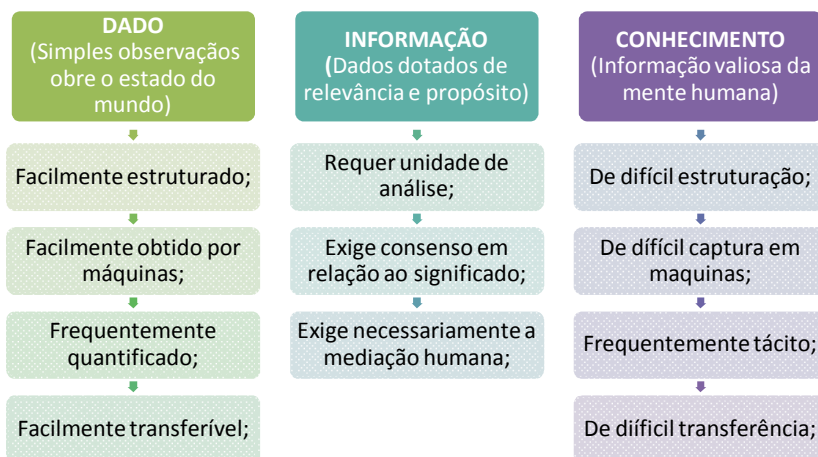 DADO
(Simples observaçãos
obre o estado do
mundo)
Facilmente estruturado;
Facilmente obtido por
máquinas;
Frequentemente
quantificado;
Facilmente transferível;
INFORMAÇÃO
(Dados dotados de
relevância e propósito)
Requer unidade de
análise;
Exige consenso em
relação ao significado;
Exige necessariamente a
mediação humana;
CONHECIMENTO
(Informação valiosa da
mente humana)
De difícil estruturação;
De dífícil captura em
maquinas;
Frequentemente tácito;
De diíficil transferência;